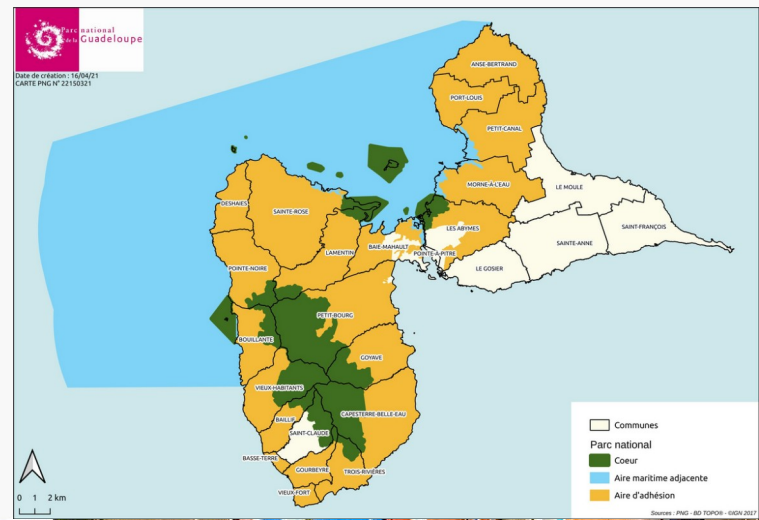 Parc
national
de la Guadeloupe
Date de création : 16/04/21
CARTE PNG N° 22150321
ANSE-BERTRAND
PORT-LOUIS
PETIT-CANAL
MORNE-A-L'EAU
LE MOULE
DESHAIES
SAINTE-ROSE
LES ABYMES
SAINT-FRANÇOIS
SAINTE-ANNE
LAMENTIN
BAIE-MAHAULT
POINTE-A-PITRE
LE GOSIER
POINTE-NOIRE
PETIT-BOURG
BOUILLANTE
GOYAVE
VIEUX-HABITANTS
CAPESTERRE-BELLE-EAU
BAILLIF
SAINT-CLAUDE
BASSE-TERRE
GOURBEYRE
TROIS-RIVIÈRES
VIEUX-FORT
N
0 1 2 km
Communes
Parc national
Coeur
Aire maritime adjacente
Aire d'adhésion
Sources : PNG - BD TOPO® - ©IGN 2017